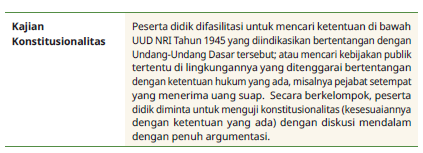 Kajian
Konstitusionalitas
Peserta didik difasilitasi untuk mencari ketentuan di bawah
UUD NRI Tahun 1945 yang diindikasikan bertentangan dengan
Undang-Undang Dasar tersebut; atau mencari kebijakan publik
tertentu di lingkungannya yang ditenggarai bertentangan
dengan ketentuan hukum yang ada, misalnya pejabat setempat
yang menerima uang suap. Secara berkelompok, peserta
didik diminta untuk menguji konstitusionalitas (kesesuaiannya
dengan ketentuan yang ada) dengan diskusi mendalam
dengan penuh argumentasi.